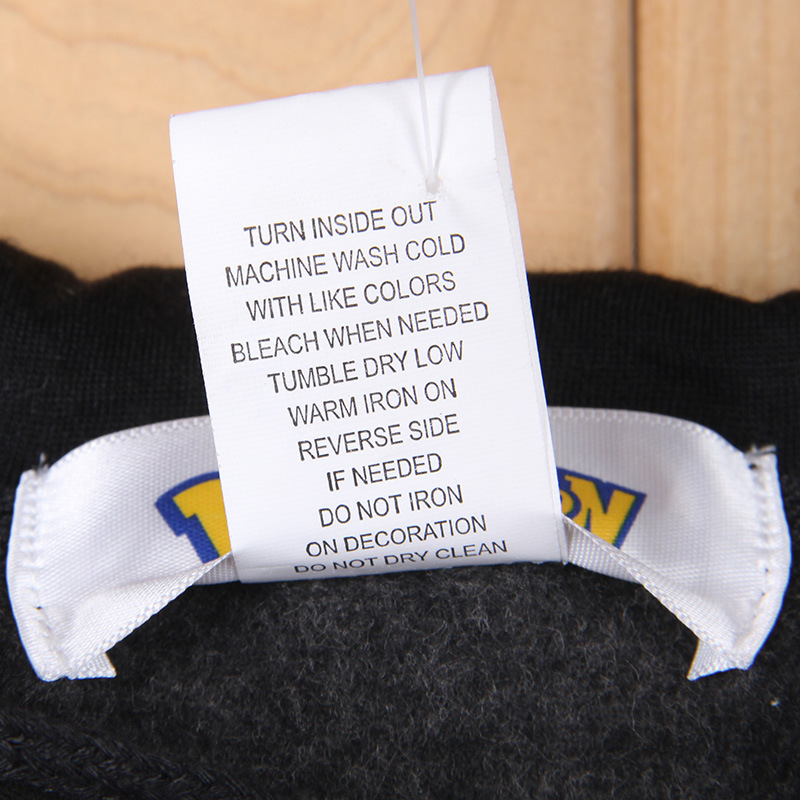 TURN INSIDE OUT
MACHINE WASH COLD
WITH LIKE COLORS
BLEACH WHEN NEEDED
TUMBLE DRY LOW
WARM IRON ON
REVERSE SIDE
IF NEEDED
DO NOT IRON
ON DECORATION
DO NOT DRY CLEAN